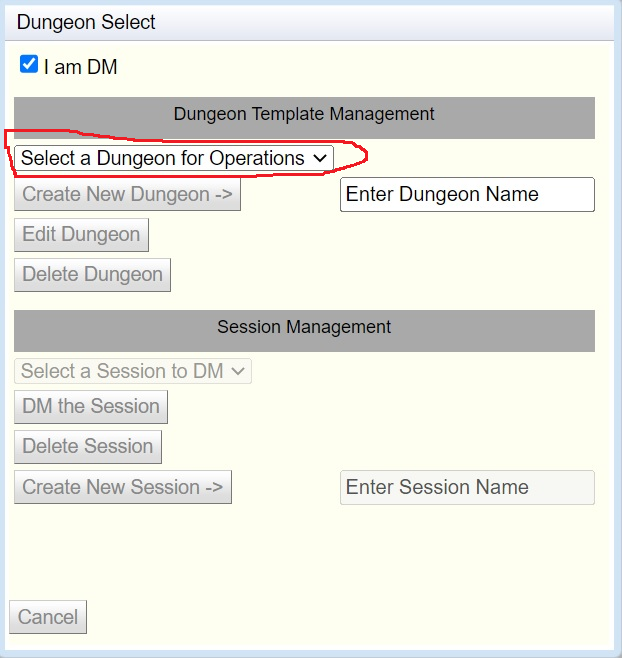 Dungeon Select
I am DM
Dungeon Template Management
Select a Dungeon for Operations
Create New Dungeon -> Enter Dungeon Name
Edit Dungeon
Delete Dungeon
Session Management
Select a Session to DM
DM the Session
Delete Session
Create New Session -> Enter Session Name
Cancel